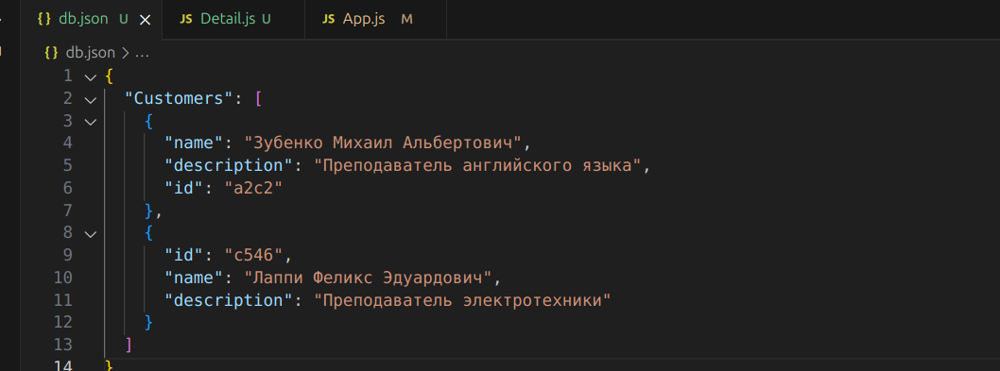 {} db.json U × JS Detail.js U JS App.js M
{} db.json > ...
1 {
2 "Customers": [
3 {
4 "name": "Зубенко Михаил Альбертович",
5 "description": "Преподаватель английского языка",
6 "id": "a2c2"
7 },
8 {
9 "id": "c546",
10 "name": "Лаппи Феликс Эдуардович",
11 "description": "Преподаватель электротехники"
12 }
13 ]
14 }